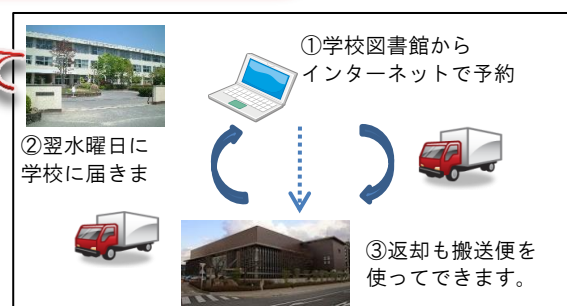 ①学校図書館から
インターネットで予約
②翌水曜日に
学校に届きま
③返却も搬送便を
使ってできます。